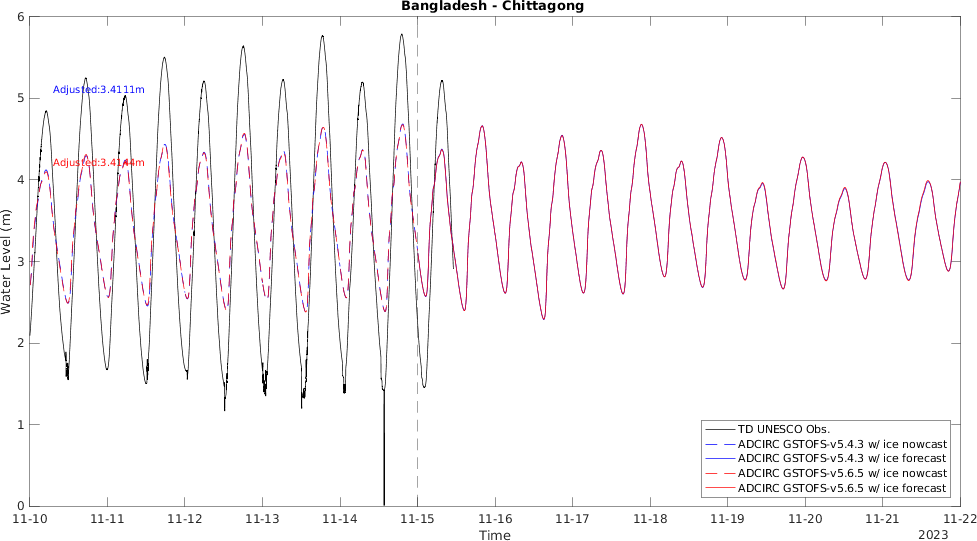 Bangladesh - Chittagong
6
5
4
3
2
1
0
Water Level (m)
Adjusted:3.4111m
Adjusted:3.4144m
TD UNESCO Obs.
ADCIRC GSTOFS-v5.4.3 w/ ice nowcast
ADCIRC GSTOFS-v5.4.3 w/ ice forecast
ADCIRC GSTOFS-v5.6.5 w/ ice nowcast
ADCIRC GSTOFS-v5.6.5 w/ ice forecast
11-10 11-11 11-12 11-13 11-14 11-15 11-16 11-17 11-18 11-19 11-20 11-21 11-22
Time
2023